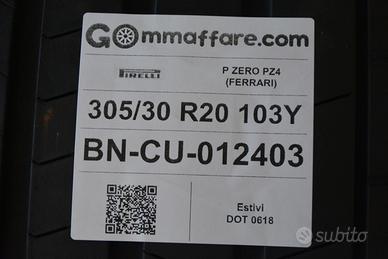 GOmmaffare.com
PIRELLI
P ZERO PZ4
(FERRARI)
305/30 R20 103Y
BN-CU-012403
Estivi
DOT 0618
subito